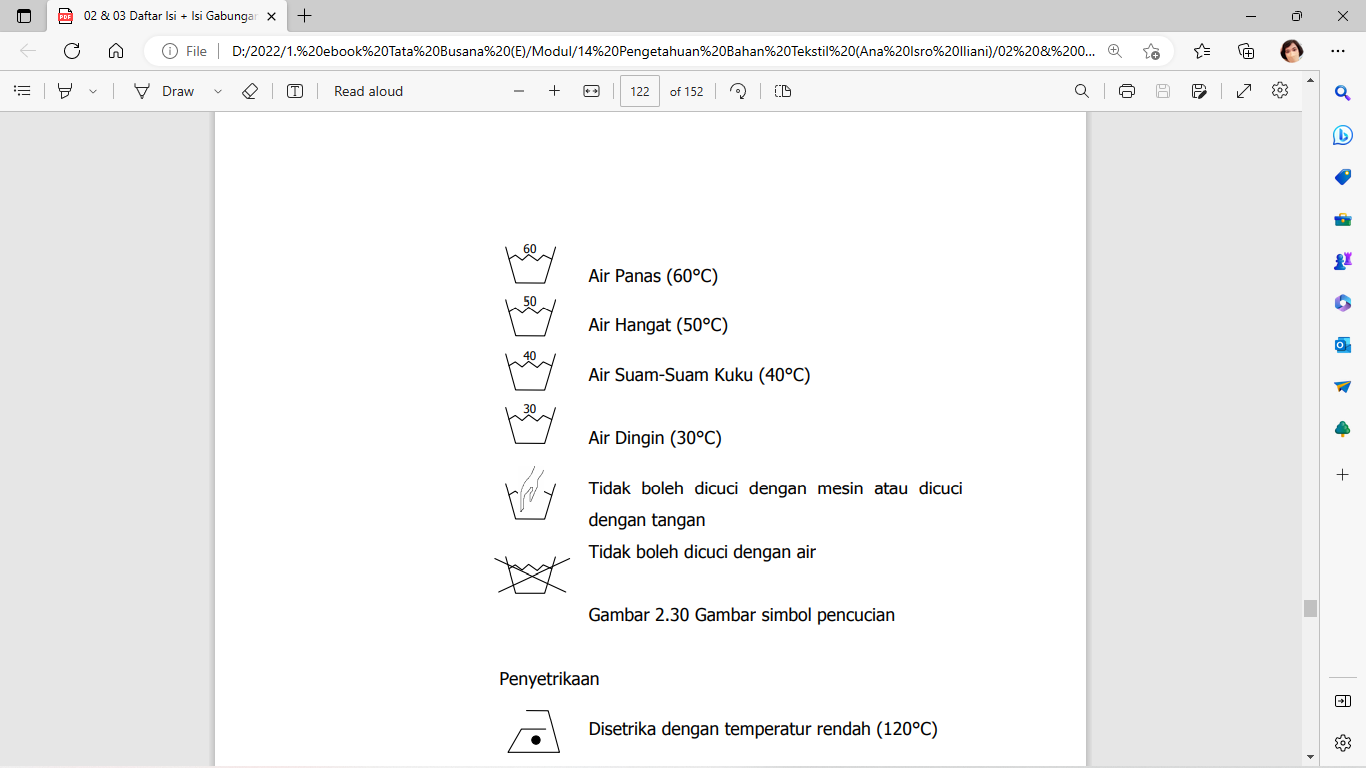 02 & 03 Daftar Isi + Isi Gabungan
File
D:/2022/1.%20ebook%20Tata%20Busana%20(E)/Modul/14%20Pengetahuan%20Bahan%20Tekstil%20(Ana%20Isro%20Iliani)/02%20&%200...
Draw
Read aloud
122 of 152
60
Air Panas (60°C)
50
Air Hangat (50°C)
40
Air Suam-Suam Kuku (40°C)
30
Air Dingin (30°C)
Tidak boleh dicuci dengan mesin atau dicuci
dengan tangan
Tidak boleh dicuci dengan air
Gambar 2.30 Gambar simbol pencucian
Penyetrikaan
Disetrika dengan temperatur rendah (120°C)